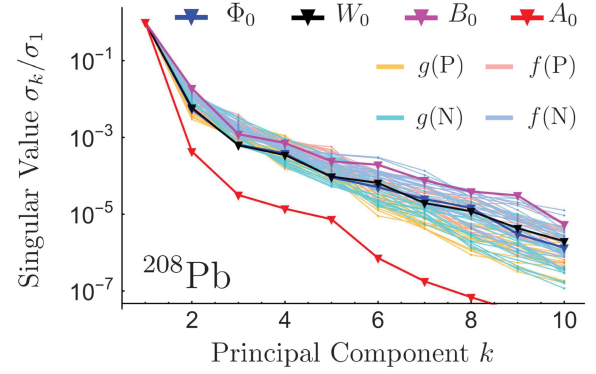 Φ₀ W₀ B₀ A₀
10⁻¹
g(P) f(P)
g(N) f(N)
10⁻³
10⁻⁵
10⁻⁷
Singular Value σₖ/σ₁
²⁰⁸Pb
2 4 6 8 10
Principal Component k